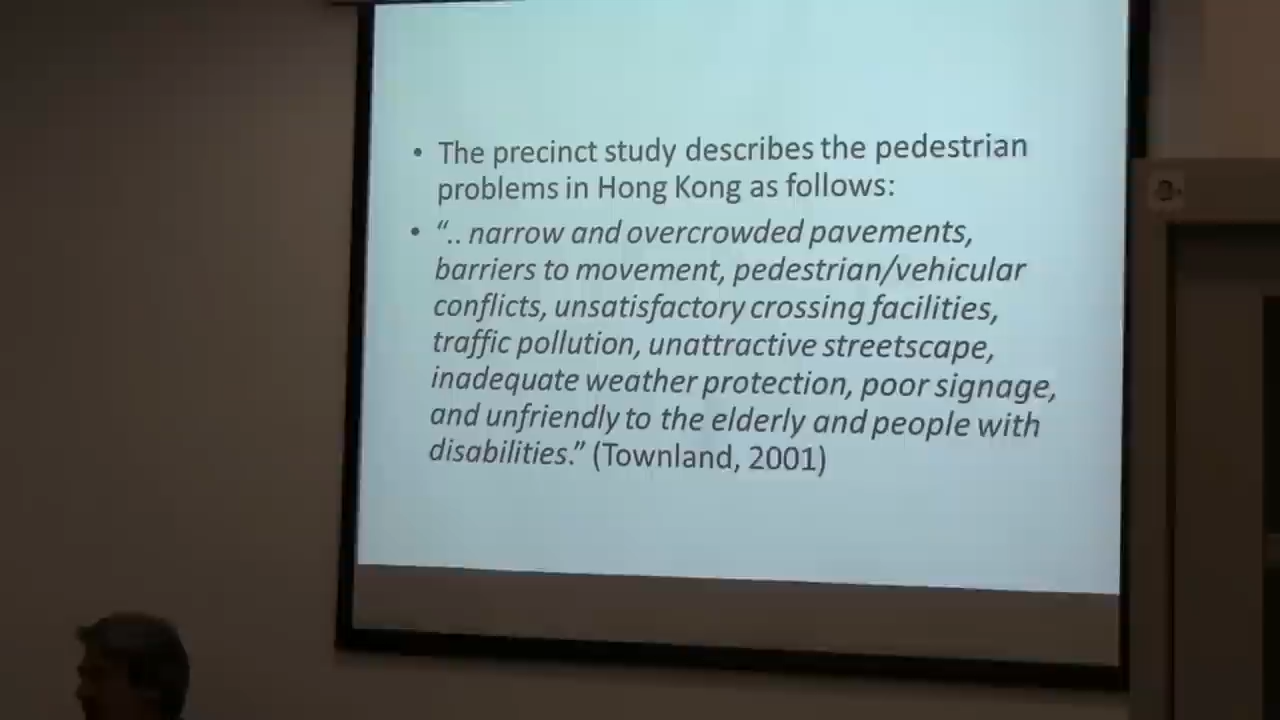 • The precinct study describes the pedestrian
problems in Hong Kong as follows:
• “.. narrow and overcrowded pavements,
barriers to movement, pedestrian/vehicular
conflicts, unsatisfactory crossing facilities,
traffic pollution, unattractive streetscape,
inadequate weather protection, poor signage,
and unfriendly to the elderly and people with
disabilities.” (Townland, 2001)